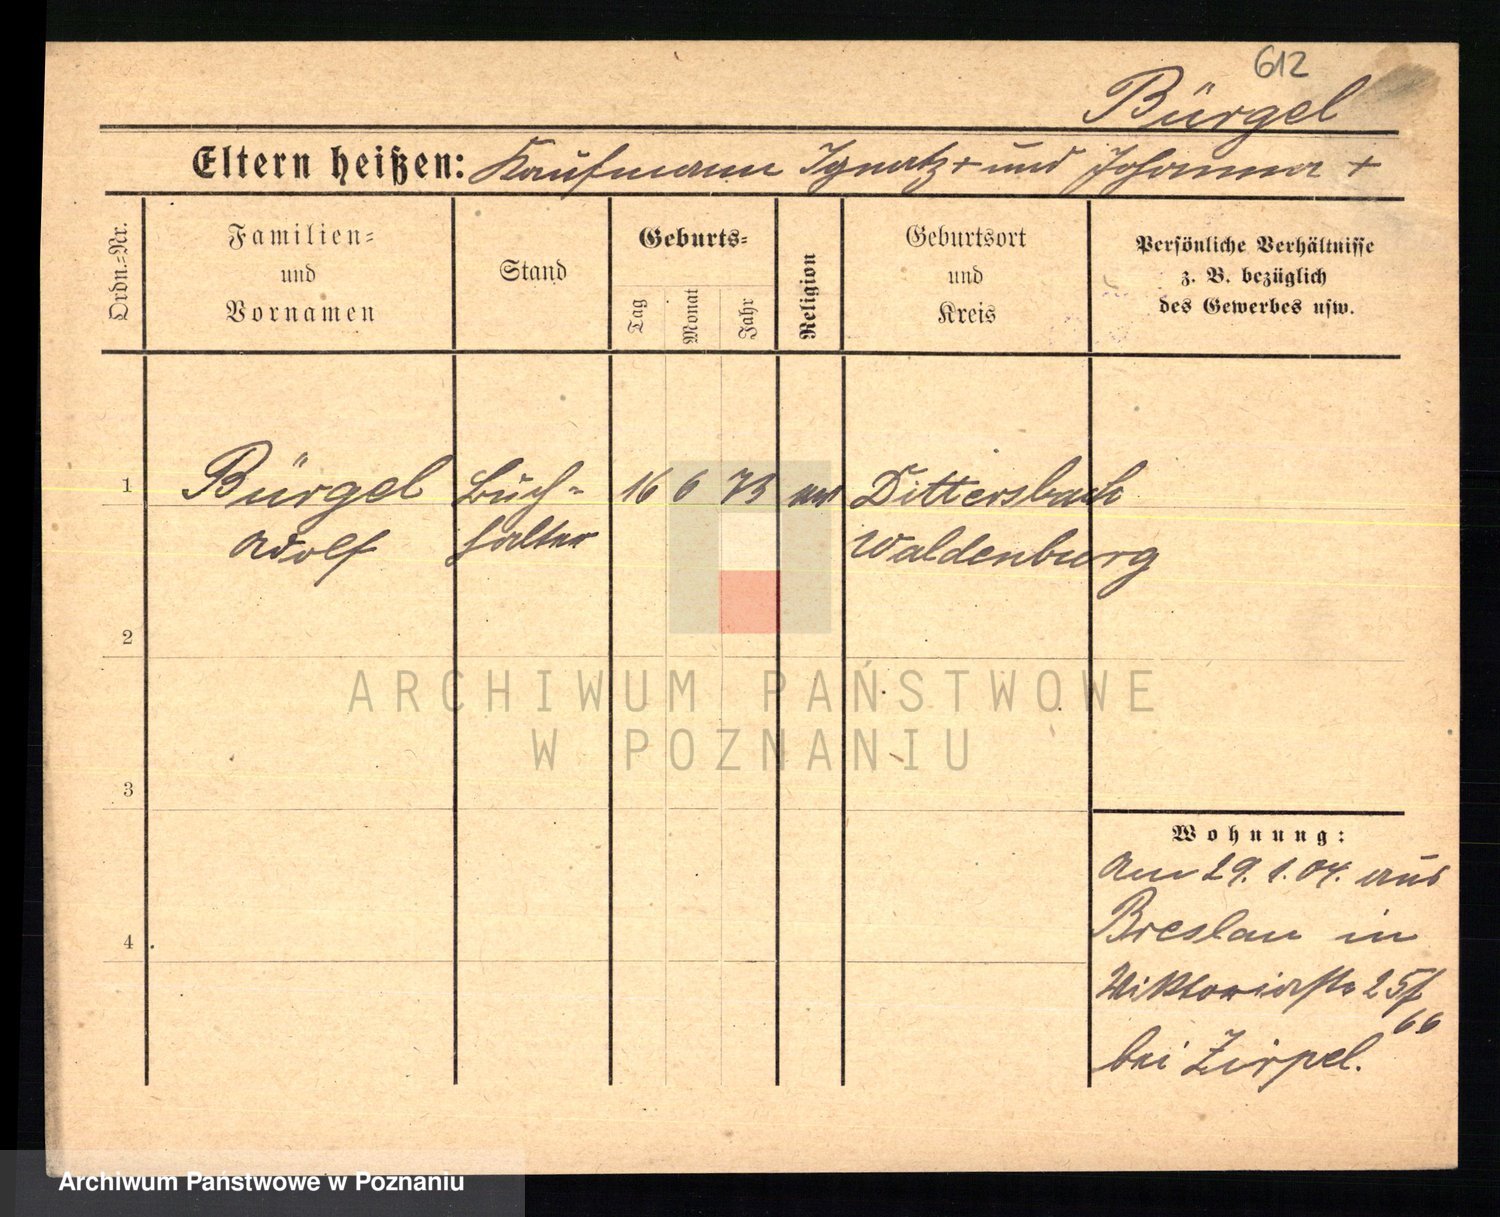 612
Bürgel
Eltern heißen: Kaufmann Ignatz + und Johanna +
Ordn.-Nr.
Familien-
und
Vornamen
Stand
Geburts-
Tag
Monat
Jahr
Religion
Geburtsort
und
Kreis
Persönliche Verhältnisse
z. B. bezüglich
des Gewerbes usw.
1
Bürgel Buch- 16 6 73 Dittersbach
Adolf halter Waldenburg
2
ARCHIWUM PAŃSTWOWE
W POZNANIU
3
Wohnung:
Am 29.1.04. aus
Breslau in
4
Viktoriastr 25
66
bei Zirpel.
Archiwum Państwowe w Poznaniu